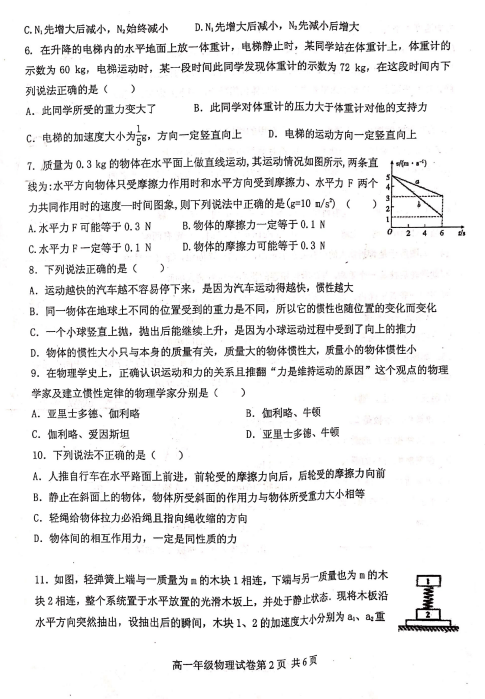 C.N₁先增大后减小，N₂始终减小　D.N₁先增大后减小，N₂先减小后增大
6. 在升降的电梯内的水平地面上放一体重计，电梯静止时，某同学站在体重计上，体重计的
示数为 60 kg，电梯运动时，某一段时间此同学发现体重计的示数为 72 kg，在这段时间内下
列说法正确的是（　）
A．此同学所受的重力变大了　B．此同学对体重计的压力大于体重计对他的支持力
C．电梯的加速度大小为1/5g，方向一定竖直向上　D．电梯的运动方向一定竖直向上
7．质量为 0.3 kg 的物体在水平面上做直线运动,其运动情况如图所示,两条直
线为:水平方向物体只受摩擦力作用时和水平方向受到摩擦力、水平力 F 两个
力共同作用时的速度—时间图象,则下列说法中正确的是(g=10 m/s²)　（　）
A.水平力 F 可能等于 0.3 N　B.物体的摩擦力一定等于 0.1 N
C.水平力 F 一定等于 0.1 N　D.物体的摩擦力可能等于 0.3 N
v/(m·s⁻¹)
5
4
3
2
1
a
b
0 2 4 6 t/s
8．下列说法正确的是（　）
A．运动越快的汽车越不容易停下来，是因为汽车运动得越快，惯性越大
B．同一物体在地球上不同的位置受到的重力是不同，所以它的惯性也随位置的变化而变化
C．一个小球竖直上抛，抛出后能继续上升，是因为小球运动过程中受到了向上的推力
D．物体的惯性大小只与本身的质量有关，质量大的物体惯性大，质量小的物体惯性小
9．在物理学史上，正确认识运动和力的关系且推翻“力是维持运动的原因”这个观点的物理
学家及建立惯性定律的物理学家分别是（　）
A．亚里士多德、伽利略　B．伽利略、牛顿
C．伽利略、爱因斯坦　D．亚里士多德、牛顿
10．下列说法不正确的是（　）
A．人推自行车在水平路面上前进，前轮受的摩擦力向后，后轮受的摩擦力向前
B．静止在斜面上的物体，物体所受斜面的作用力与物体所受重力大小相等
C．轻绳给物体拉力必沿绳且指向绳收缩的方向
D．物体间的相互作用力，一定是同性质的力
11．如图，轻弹簧上端与一质量为 m 的木块 1 相连，下端与另一质量也为 m 的木
块 2 相连，整个系统置于水平放置的光滑木板上，并处于静止状态．现将木板沿
水平方向突然抽出，设抽出后的瞬间，木块 1、2 的加速度大小分别为 a₁、a₂重
1
2
高一年级物理试卷第 2 页 共 6 页